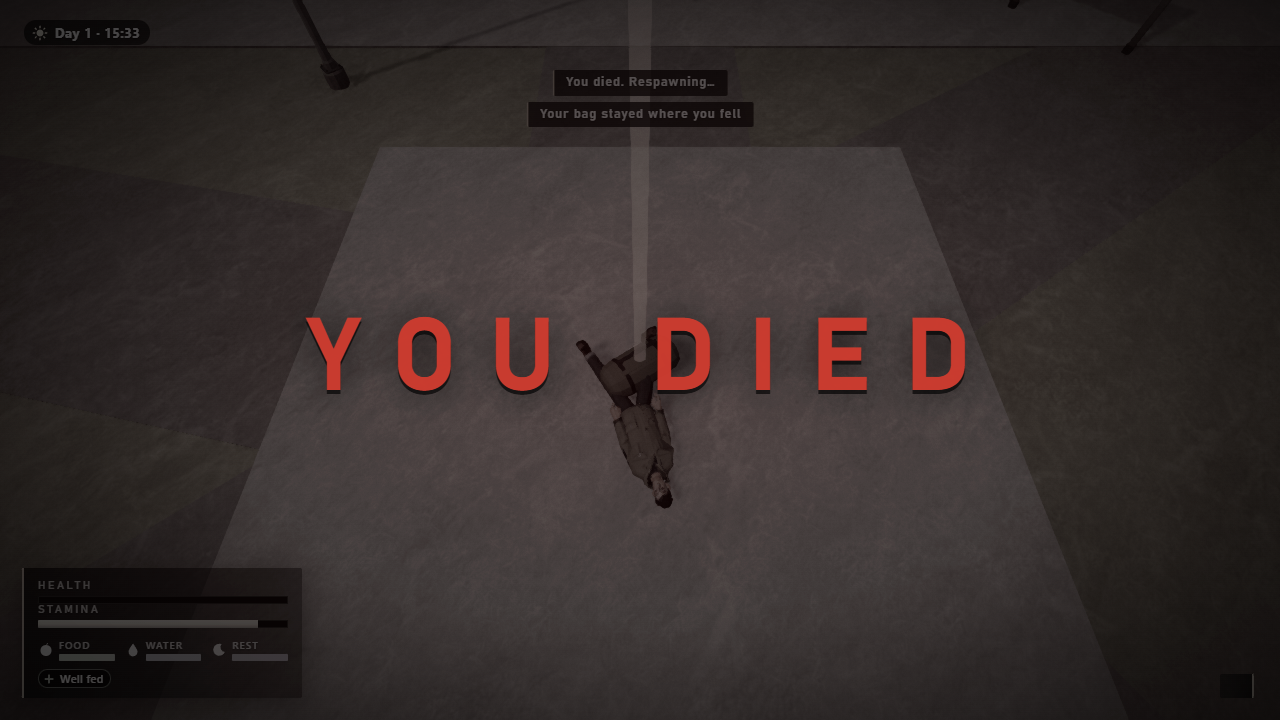 Day 1 - 15:33
You died. Respawning…
Your bag stayed where you fell
YOU DIED
HEALTH
STAMINA
FOOD WATER REST
Well fed